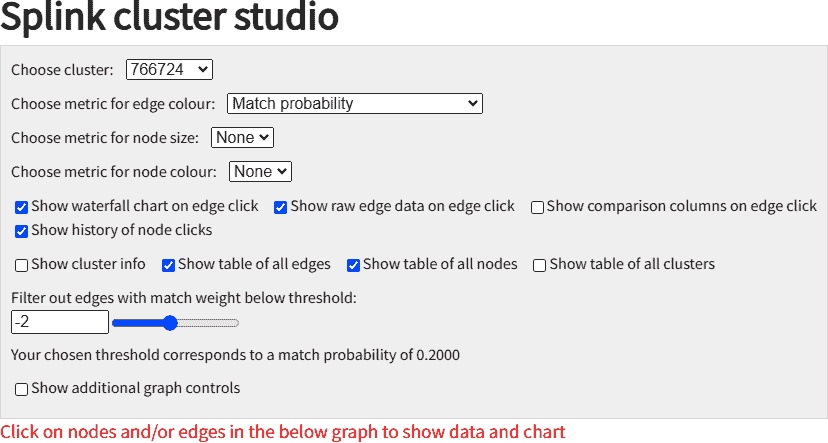 Splink cluster studio
Choose cluster: 766724
Choose metric for edge colour: Match probability
Choose metric for node size: None
Choose metric for node colour: None
Show waterfall chart on edge click Show raw edge data on edge click Show comparison columns on edge click
Show history of node clicks
Show cluster info Show table of all edges Show table of all nodes Show table of all clusters
Filter out edges with match weight below threshold:
-2
Your chosen threshold corresponds to a match probability of 0.2000
Show additional graph controls
Click on nodes and/or edges in the below graph to show data and chart